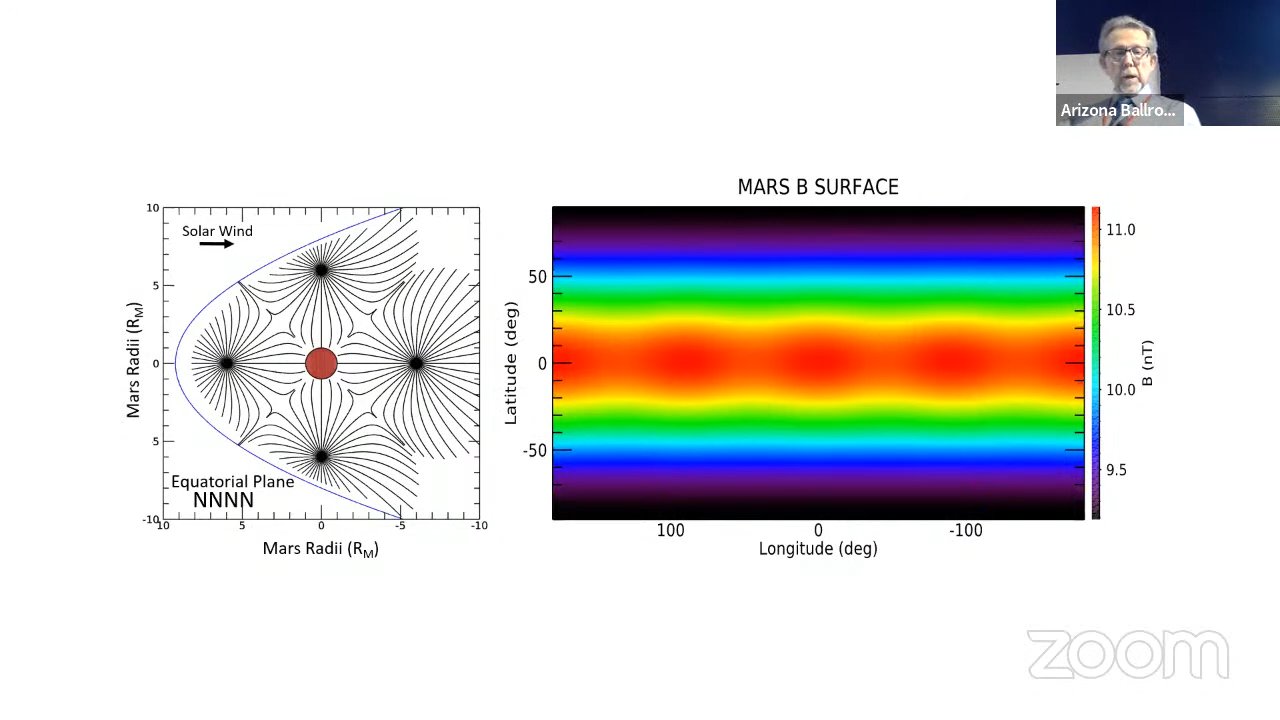 Arizona Ballro...
MARS B SURFACE
10
Solar Wind
5
0
5
-10
Mars Radii (RM)
Equatorial Plane
NNNN
10
5
0
-5
-10
Mars Radii (RM)
50
0
-50
Latitude (deg)
100
0
-100
Longitude (deg)
11.0
10.5
10.0
9.5
B (nT)
zoom